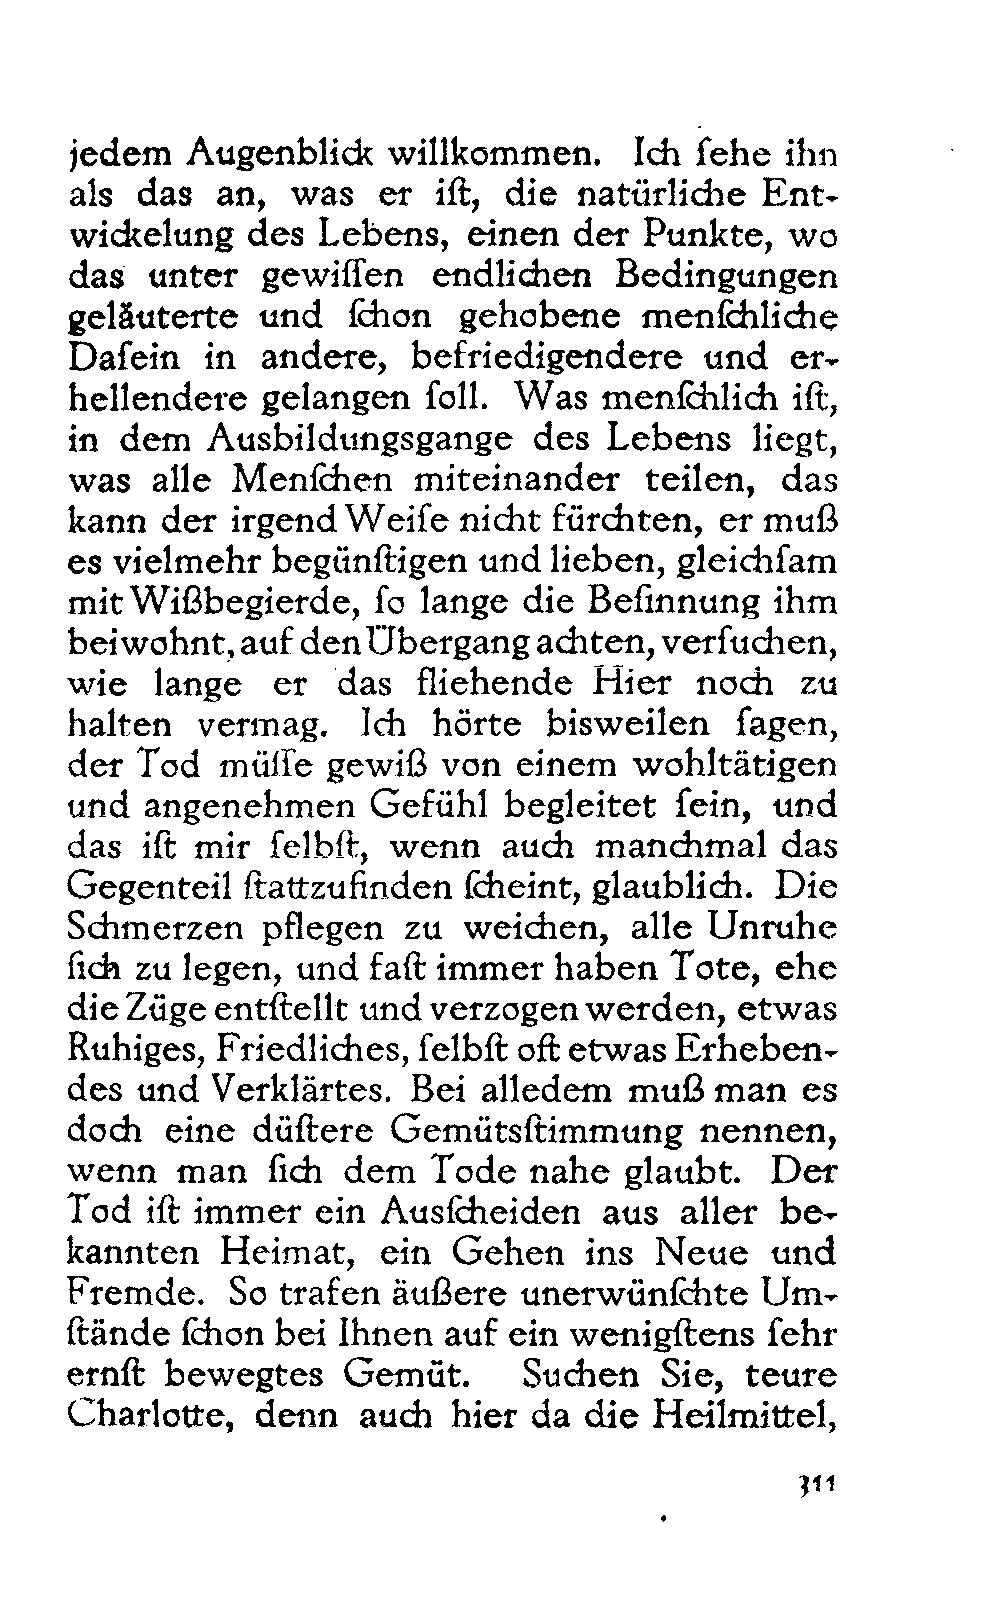 jedem Augenblick willkommen. Ich ſehe ihn
als das an, was er iſt, die natürliche Ent-
wickelung des Lebens, einen der Punkte, wo
das unter gewiſſen endlichen Bedingungen
geläuterte und ſchon gehobene menſchliche
Daſein in andere, befriedigendere und er-
hellendere gelangen ſoll. Was menſchlich iſt,
in dem Ausbildungsgange des Lebens liegt,
was alle Menſchen miteinander teilen, das
kann der irgend Weiſe nicht fürchten, er muß
es vielmehr begünſtigen und lieben, gleichſam
mit Wißbegierde, ſo lange die Beſinnung ihm
beiwohnt, auf den Übergang achten, verſuchen,
wie lange er das fliehende Hier noch zu
halten vermag. Ich hörte bisweilen ſagen,
der Tod müſſe gewiß von einem wohltätigen
und angenehmen Gefühl begleitet ſein, und
das iſt mir ſelbſt, wenn auch manchmal das
Gegenteil ſtattzufinden ſcheint, glaublich. Die
Schmerzen pflegen zu weichen, alle Unruhe
ſich zu legen, und faſt immer haben Tote, ehe
die Züge entſtellt und verzogen werden, etwas
Ruhiges, Friedliches, ſelbſt oft etwas Erheben-
des und Verklärtes. Bei alledem muß man es
doch eine düſtere Gemütsſtimmung nennen,
wenn man ſich dem Tode nahe glaubt. Der
Tod iſt immer ein Ausſcheiden aus aller be-
kannten Heimat, ein Gehen ins Neue und
Fremde. So trafen äußere unerwünſchte Um-
ſtände ſchon bei Ihnen auf ein wenigſtens ſehr
ernſt bewegtes Gemüt. Suchen Sie, teure
Charlotte, denn auch hier da die Heilmittel,
311